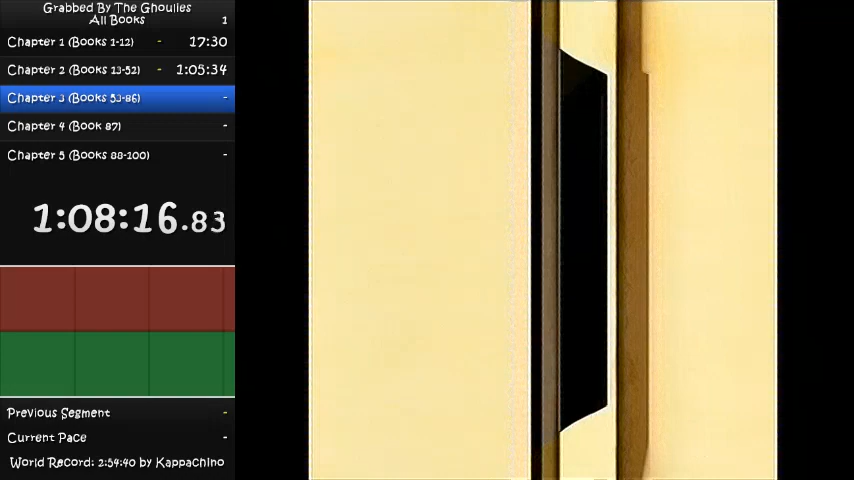 Grabbed By The Ghoulies
All Books 1
Chapter 1 (Books 1-12) - 17:30
Chapter 2 (Books 13-52) - 1:05:34
Chapter 3 (Books 53-86) -
Chapter 4 (Book 87) -
Chapter 5 (Books 88-100) -
1:08:16.83
Previous Segment -
Current Pace -
World Record: 2:54:40 by Kappachino